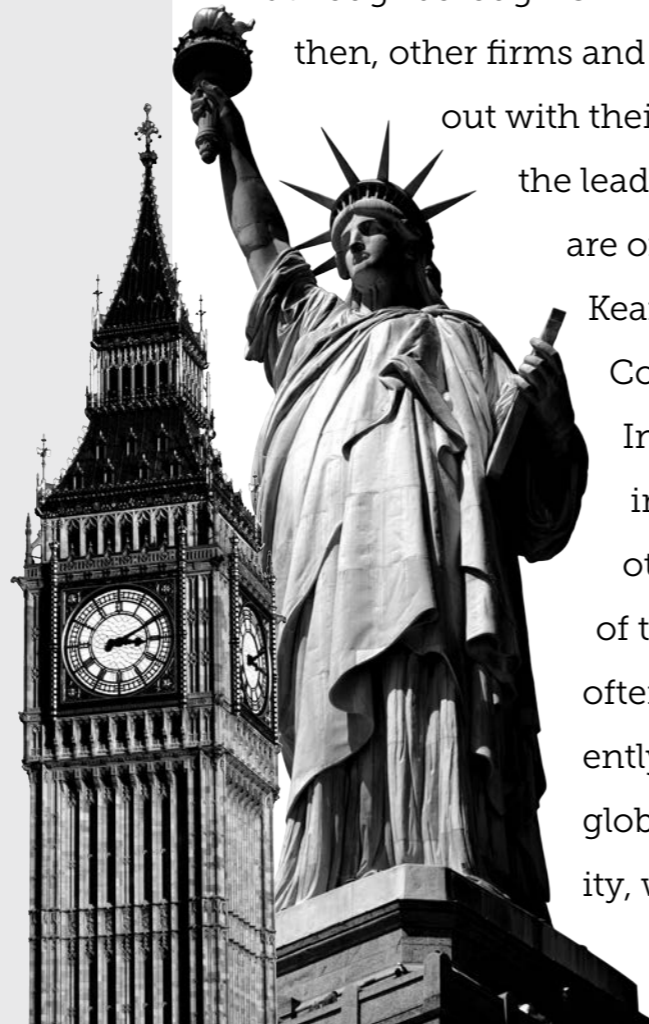 then, other firms and
out with thei
the lead
are o
Kea
Co
In
in
ot
of t
ofte
ently
glob
ity, w